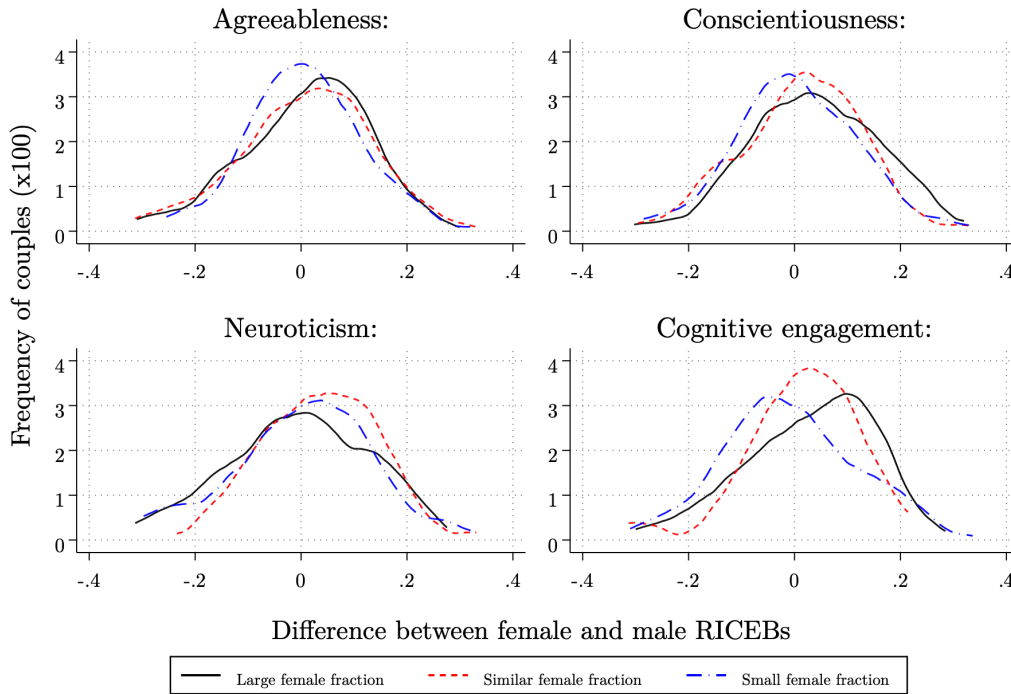 Agreeableness:
Conscientiousness:
4
3
2
1
0
-.4 -.2 0 .2 .4
4
3
2
1
0
-.4 -.2 0 .2 .4
Neuroticism:
Cognitive engagement:
4
3
2
1
0
-.4 -.2 0 .2 .4
4
3
2
1
0
-.4 -.2 0 .2 .4
Frequency of couples (x100)
Difference between female and male RICEBs
Large female fraction Similar female fraction Small female fraction